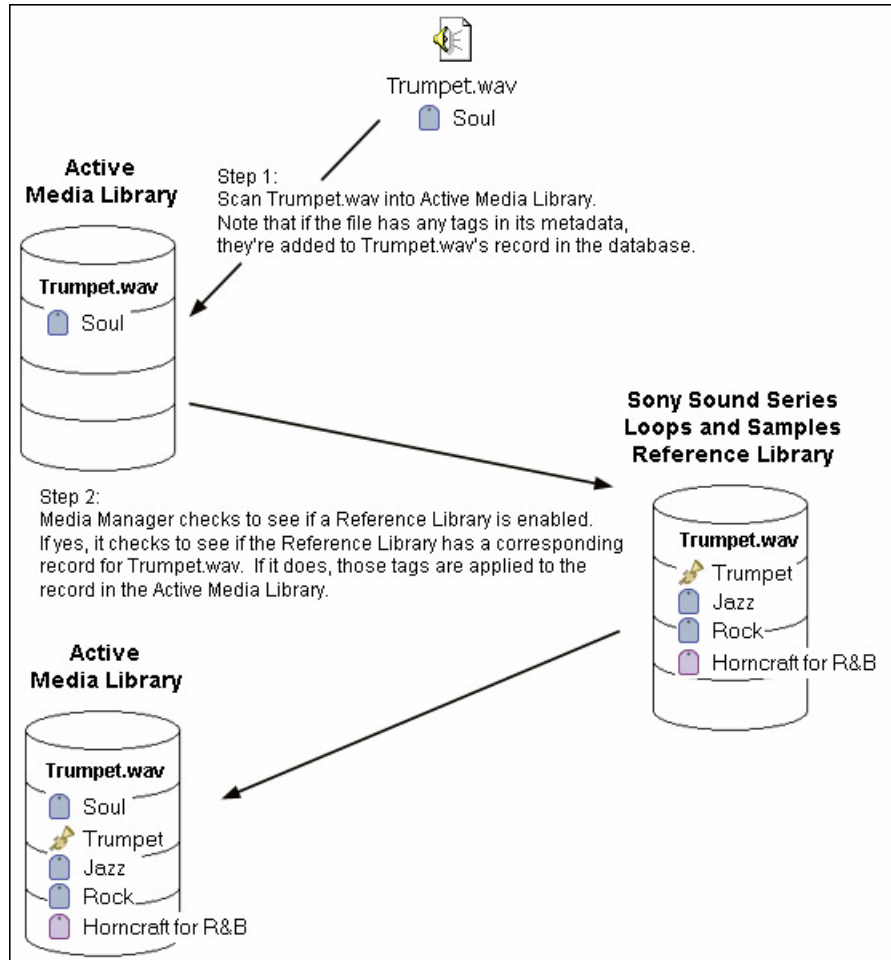 Trumpet.wav
Soul
Step 1:
Scan Trumpet.wav into Active Media Library.
Note that if the file has any tags in its metadata,
they're added to Trumpet.wav's record in the database.
Active
Media Library
Trumpet.wav
Soul
Sony Sound Series
Loops and Samples
Reference Library
Trumpet.wav
Trumpet
Jazz
Rock
Horncraft for R&B
Step 2:
Media Manager checks to see if a Reference Library is enabled.
If yes, it checks to see if the Reference Library has a corresponding
record for Trumpet.wav.  If it does, those tags are applied to the
record in the Active Media Library.
Active
Media Library
Trumpet.wav
Soul
Trumpet
Jazz
Rock
Horncraft for R&B